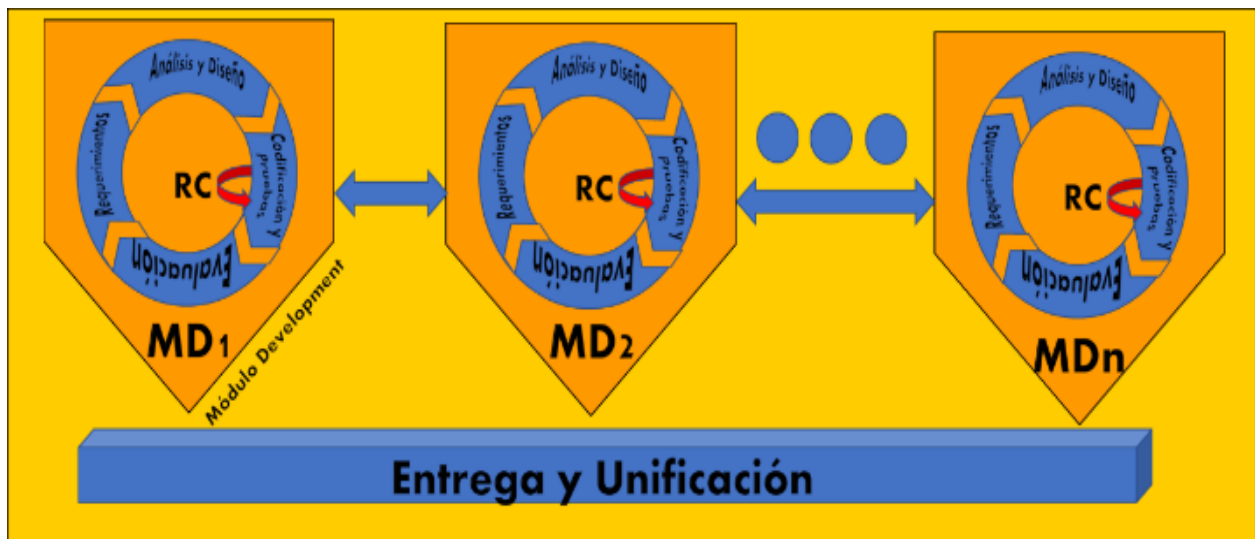 Análisis y Diseño
Requerimientos
RC
Codificación y
Pruebas
Evaluación
MD1
Módulo Development
Análisis y Diseño
Requerimientos
RC
Codificación y
Pruebas
Evaluación
MD2
Análisis y Diseño
Requerimientos
RC
Codificación y
Pruebas
Evaluación
MDn
Entrega y Unificación